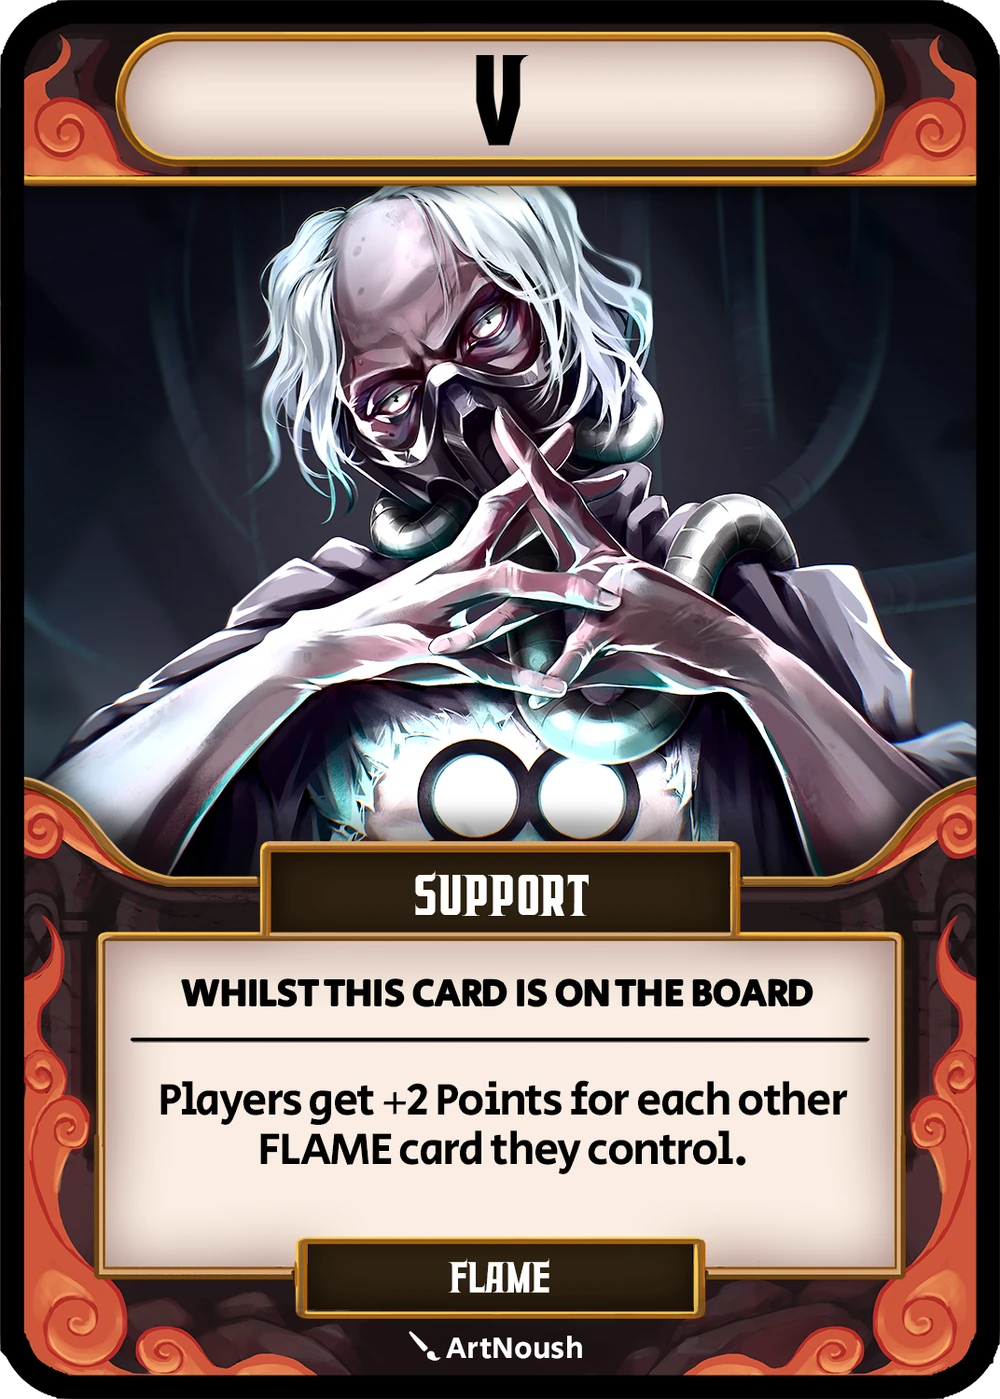 V
SUPPORT
WHILST THIS CARD IS ON THE BOARD
Players get +2 Points for each other
FLAME card they control.
FLAME
ArtNoush